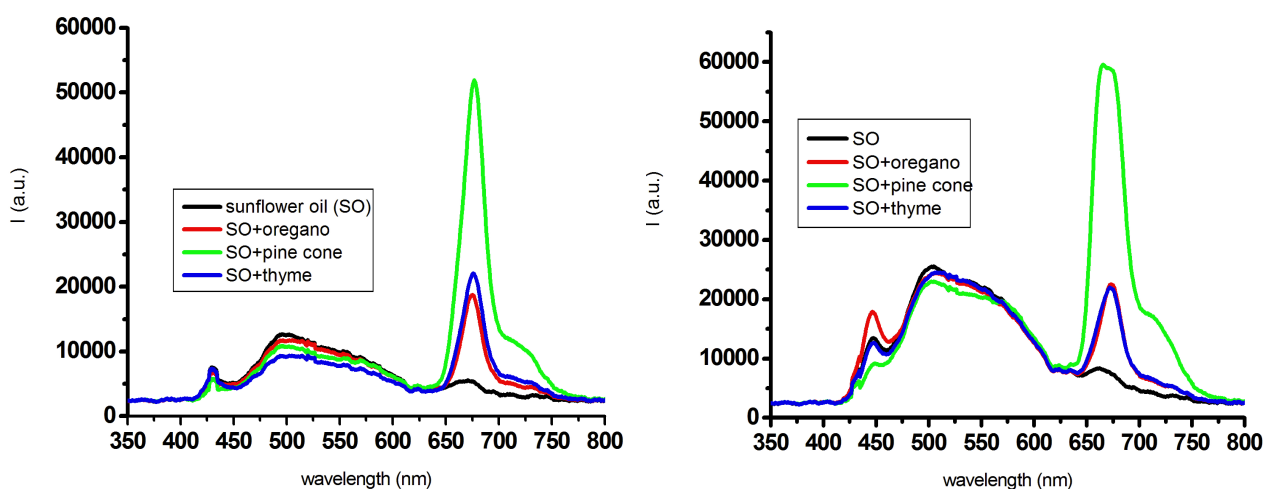 60000
50000
40000
30000
20000
10000
0
I (a.u.)
sunflower oil (SO)
SO+oregano
SO+pine cone
SO+thyme
350 400 450 500 550 600 650 700 750 800
wavelength (nm)
60000
50000
40000
30000
20000
10000
0
I (a.u.)
SO
SO+oregano
SO+pine cone
SO+thyme
350 400 450 500 550 600 650 700 750 800
wavelength (nm)